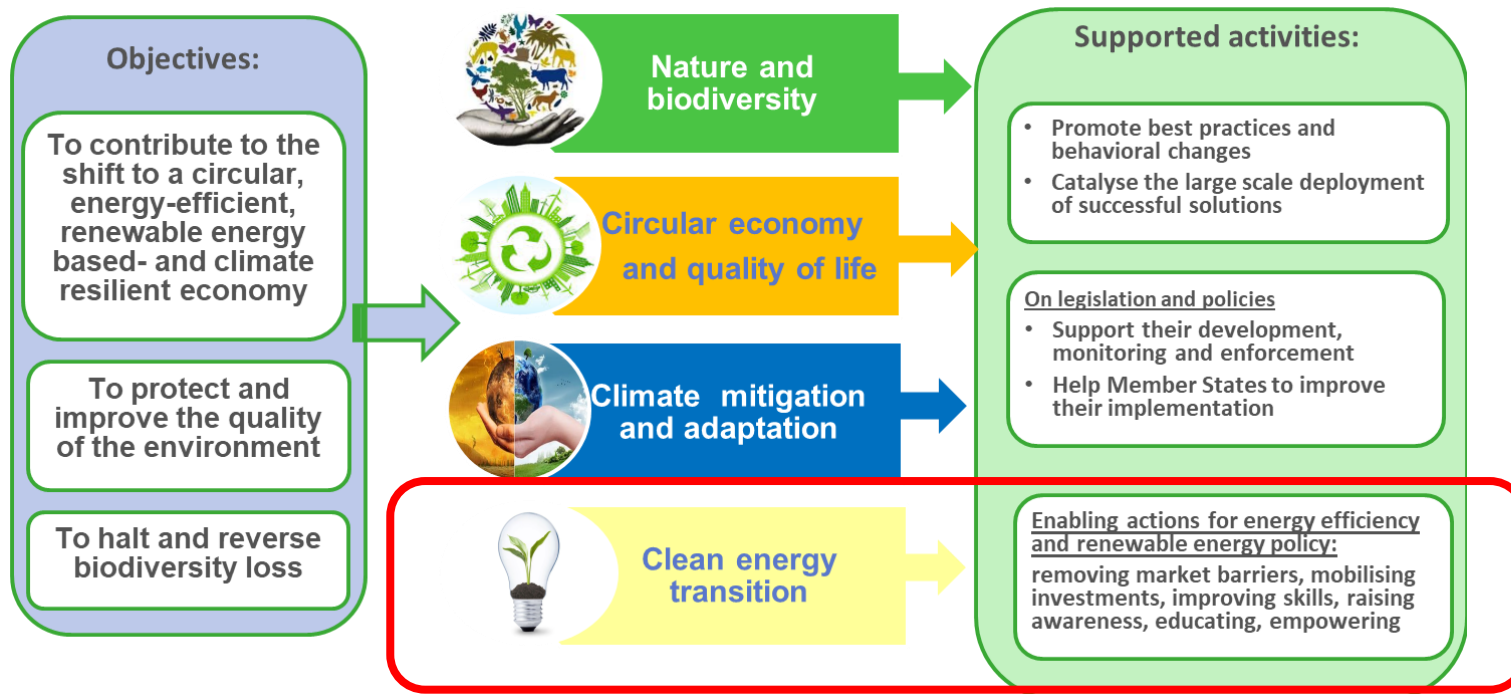 Objectives:
To contribute to the
shift to a circular,
energy-efficient,
renewable energy
based- and climate
resilient economy
To protect and
improve the quality
of the environment
To halt and reverse
biodiversity loss
Nature and
biodiversity
Circular economy
and quality of life
Climate mitigation
and adaptation
Clean energy
transition
Supported activities:
• Promote best practices and
behavioral changes
• Catalyse the large scale deployment
of successful solutions
On legislation and policies
• Support their development,
monitoring and enforcement
• Help Member States to improve
their implementation
Enabling actions for energy efficiency
and renewable energy policy:
removing market barriers, mobilising
investments, improving skills, raising
awareness, educating, empowering